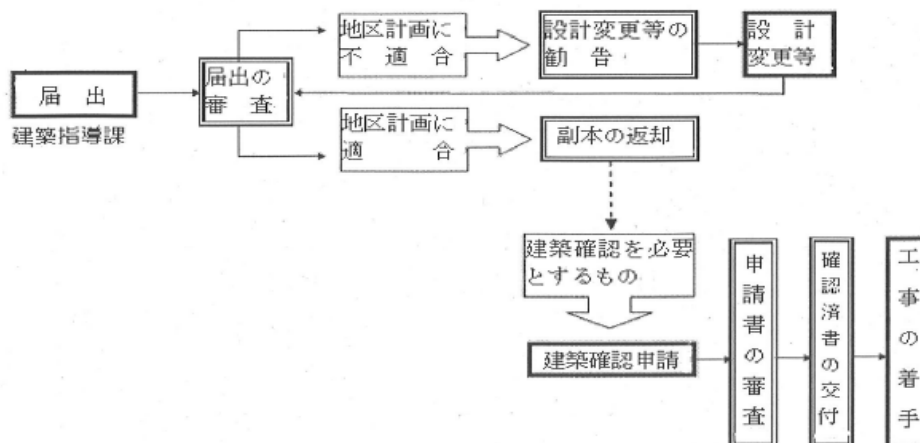 地区計画に
不適合
設計変更等の
勧告
設計
変更等
届出の
審査
届出
建築指導課
地区計画に
適合
副本の返却
建築確認を必要
とするもの
建築確認申請
申請書の審査
確認済書の交付
工事の着手